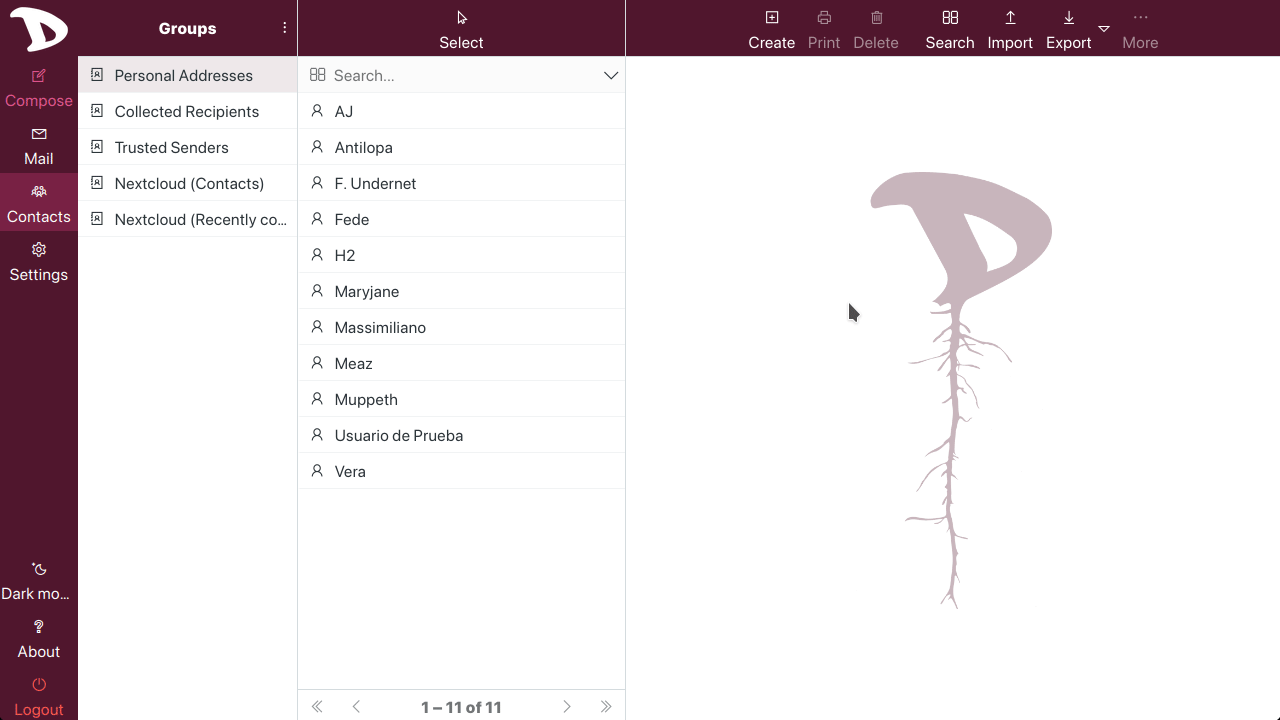 Groups
Select
Create Print Delete Search Import Export More
Compose
Mail
Contacts
Settings
Dark mo...
About
Logout
Personal Addresses
Collected Recipients
Trusted Senders
Nextcloud (Contacts)
Nextcloud (Recently co...
Search...
AJ
Antilopa
F. Undernet
Fede
H2
Maryjane
Massimiliano
Meaz
Muppeth
Usuario de Prueba
Vera
1 – 11 of 11